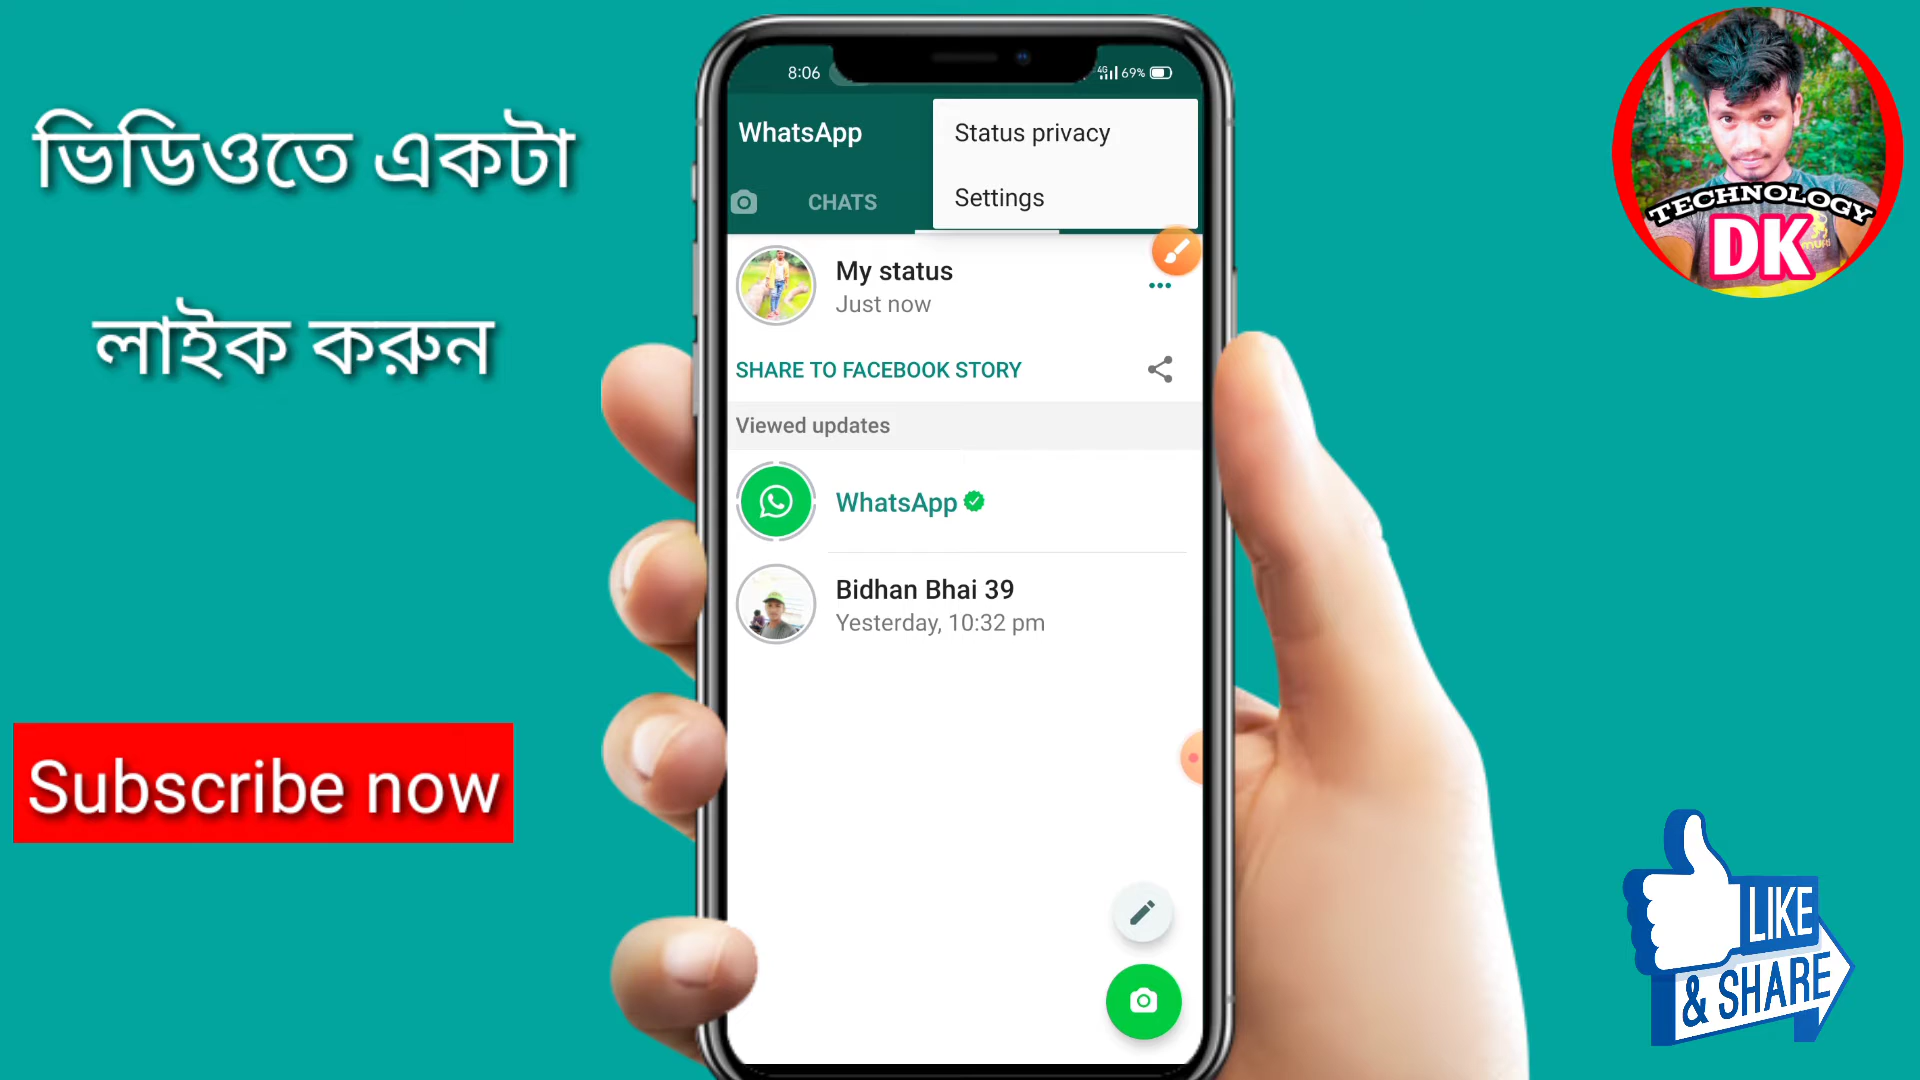 ভিডিওতে একটা
লাইক করুন
Subscribe now
8:06
4G 69%
WhatsApp
Status privacy
Settings
CHATS
My status
Just now
SHARE TO FACEBOOK STORY
Viewed updates
WhatsApp
Bidhan Bhai 39
Yesterday, 10:32 pm
TECHNOLOGY
DK
LIKE
& SHARE